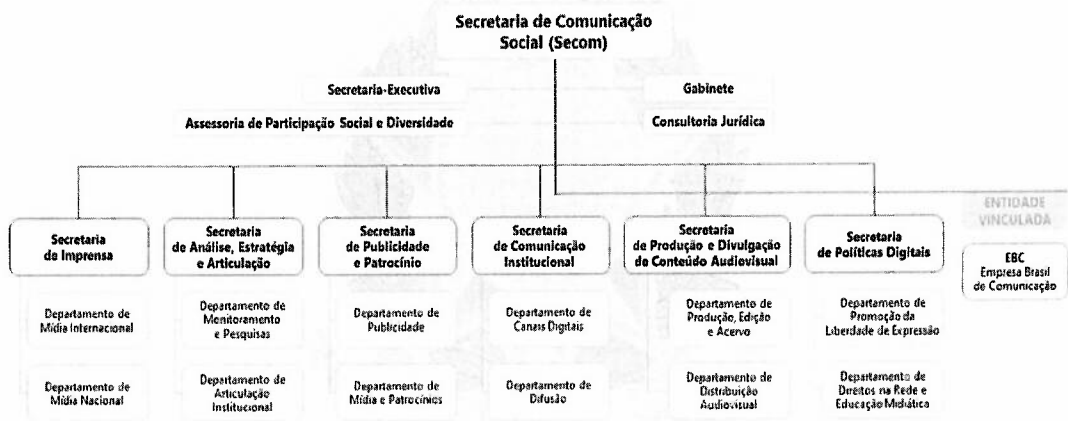 Secretaria de Comunicação
Social (Secom)
Secretaria-Executiva
Gabinete
Assessoria de Participação Social e Diversidade
Consultoria Jurídica
ENTIDADE
VINCULADA
Secretaria
de Imprensa
Secretaria
de Análise, Estratégia
e Articulação
Secretaria
de Publicidade
e Patrocínio
Secretaria
de Comunicação
Institucional
Secretaria
de Produção e Divulgação
de Conteúdo Audiovisual
Secretaria
de Políticas Digitais
EBC
Empresa Brasil
de Comunicação
Departamento de
Mídia Internacional
Departamento de
Monitoramento
e Pesquisas
Departamento de
Publicidade
Departamento de
Canais Digitais
Departamento de
Produção, Edição
e Acervo
Departamento de
Promoção da
Liberdade de Expressão
Departamento de
Mídia Nacional
Departamento de
Articulação
Institucional
Departamento de
Mídia e Patrocínios
Departamento de
Difusão
Departamento de
Distribuição
Audiovisual
Departamento de
Direitos na Rede e
Educação Midiática